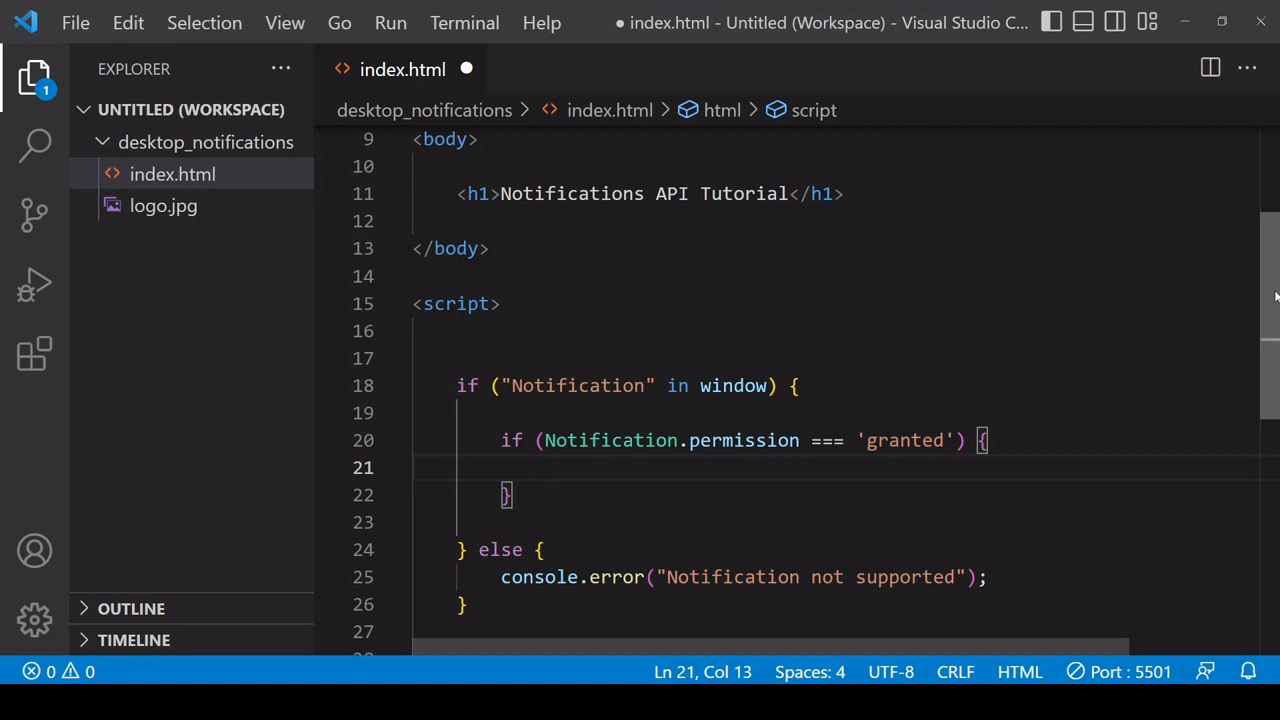 File Edit Selection View Go Run Terminal Help ● index.html - Untitled (Workspace) - Visual Studio C...
EXPLORER ...
1
UNTITLED (WORKSPACE)
desktop_notifications
index.html
logo.jpg
OUTLINE
TIMELINE
index.html
desktop_notifications > index.html > html > script
9 <body>
10
11 <h1>Notifications API Tutorial</h1>
12
13 </body>
14
15 <script>
16
17
18 if ("Notification" in window) {
19
20 if (Notification.permission === 'granted') {
21
22 }
23
24 } else {
25 console.error("Notification not supported");
26 }
27
0 0 Ln 21, Col 13 Spaces: 4 UTF-8 CRLF HTML Port : 5501